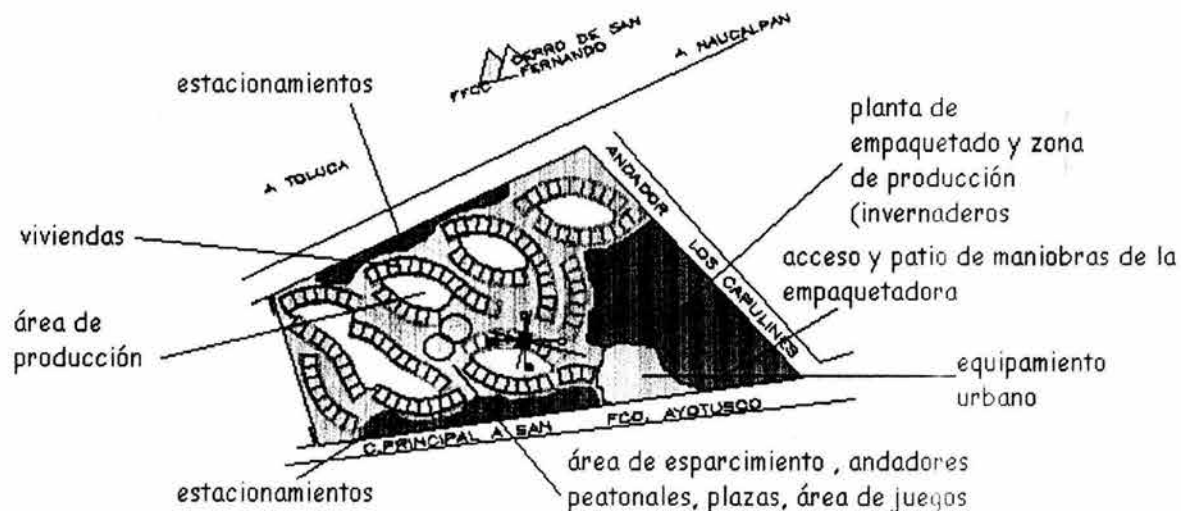 CERRO DE SAN
FERNANDO
FFCC
A NAUCALPAN
estacionamientos
A TOLUCA
planta de
empaquetado y zona
de producción
(invernaderos
ANDADOR LOS CAPULINES
viviendas
acceso y patio de maniobras de la
empaquetadora
área de
producción
equipamiento
urbano
C.PRINCIPAL A SAN FCO. AYOTUSCO
estacionamientos
área de esparcimiento , andadores
peatonales, plazas, área de juegos